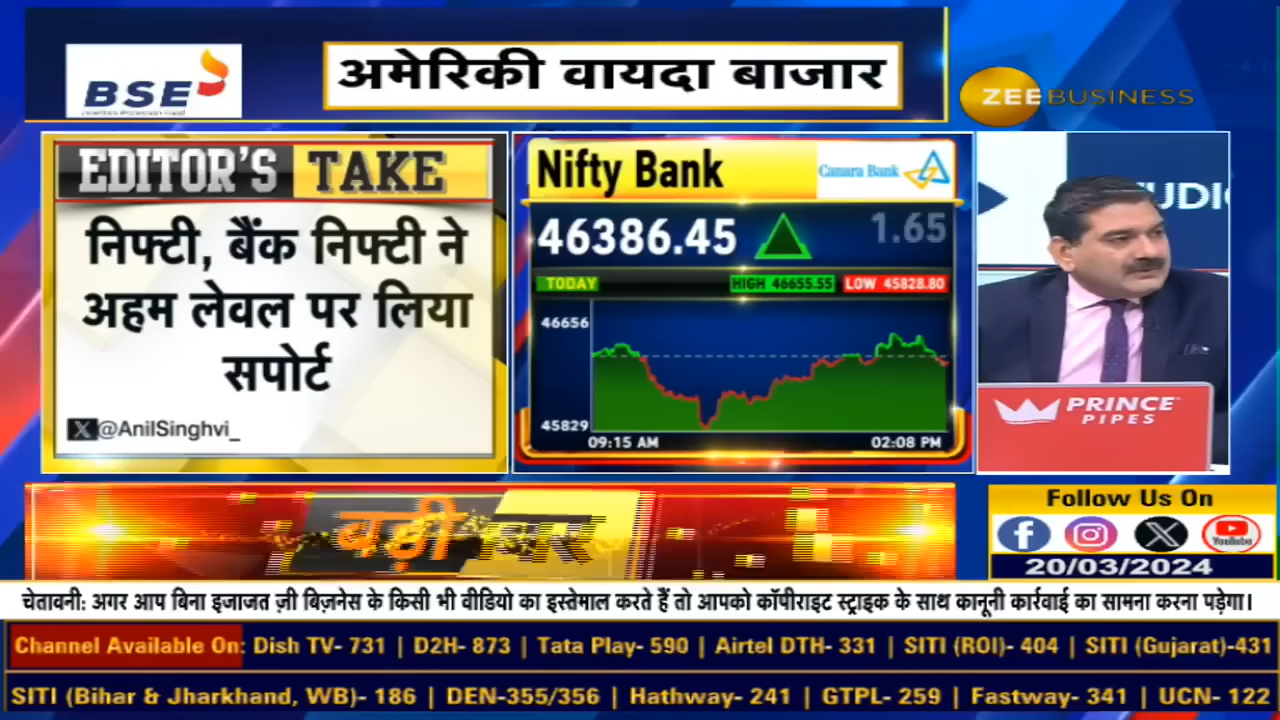 BSE
अमेरिकी वायदा बाजार
ZEEBUSINESS
EDITOR'S TAKE
निफ्टी, बैंक निफ्टी ने
अहम लेवल पर लिया
सपोर्ट
X@AnilSinghvi_
Nifty Bank
Canara Bank
46386.45
1.65
TODAY
HIGH 46655.55
LOW 45828.80
46656
45829
09:15 AM
02:08 PM
UDI
PRINCE
PIPES
बड़ी
Follow Us On
YouTube
20/03/2024
चेतावनी: अगर आप बिना इजाजत ज़ी बिज़नेस के किसी भी वीडियो का इस्तेमाल करते हैं तो आपको कॉपीराइट स्ट्राइक के साथ कानूनी कार्रवाई का सामना करना पड़ेगा।
Channel Available On: Dish TV- 731 | D2H- 873 | Tata Play- 590 | Airtel DTH- 331 | SITI (ROI)- 404 | SITI (Gujarat)-431
SITI (Bihar & Jharkhand, WB)- 186 | DEN-355/356 | Hathway- 241 | GTPL- 259 | Fastway- 341 | UCN- 122